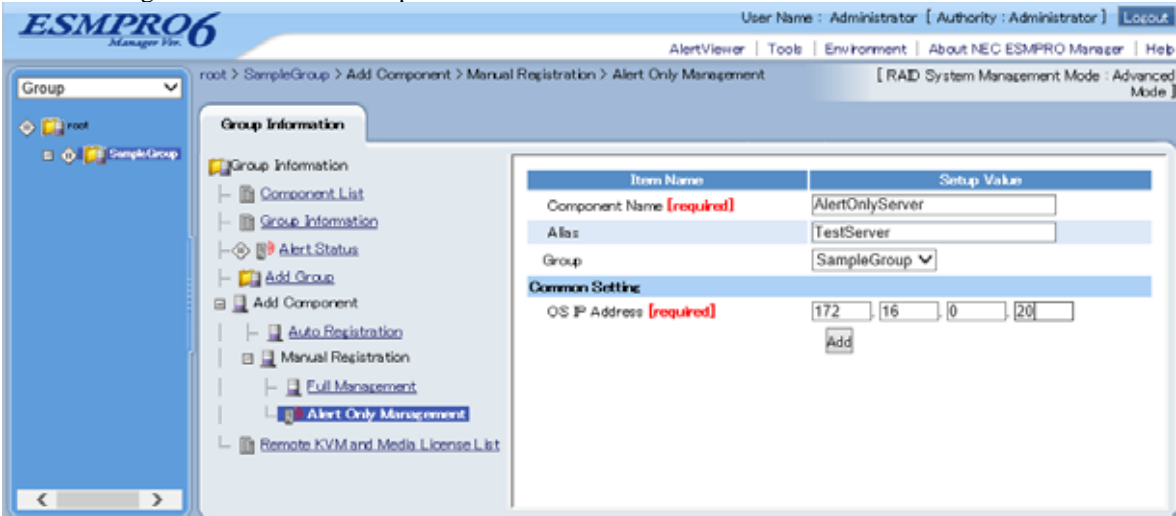 ESMPRO6
Manager Ver.
User Name : Administrator [ Authority : Administrator ] Logout
AlertViewer | Tools | Environment | About NEC ESMPRO Manager | Help
Group
root > SampleGroup > Add Component > Manual Registration > Alert Only Management
[ RAID System Management Mode : Advanced
Mode ]
root
SampleGroup
Group Information
Group Information
Component List
Group Information
Alert Status
Add Group
Add Component
Auto Registration
Manual Registration
Full Management
Alert Only Management
Remote KVM and Media License List
Item Name Setup Value
Component Name [required] AlertOnlyServer
Alias TestServer
Group SampleGroup
Common Setting
OS IP Address [required] 172 . 16 . 0 . 20
Add